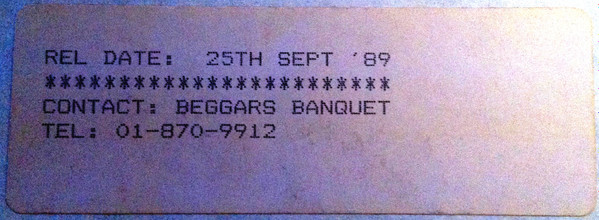 REL DATE: 25TH SEPT '89
************************
CONTACT: BEGGARS BANQUET
TEL: 01-870-9912